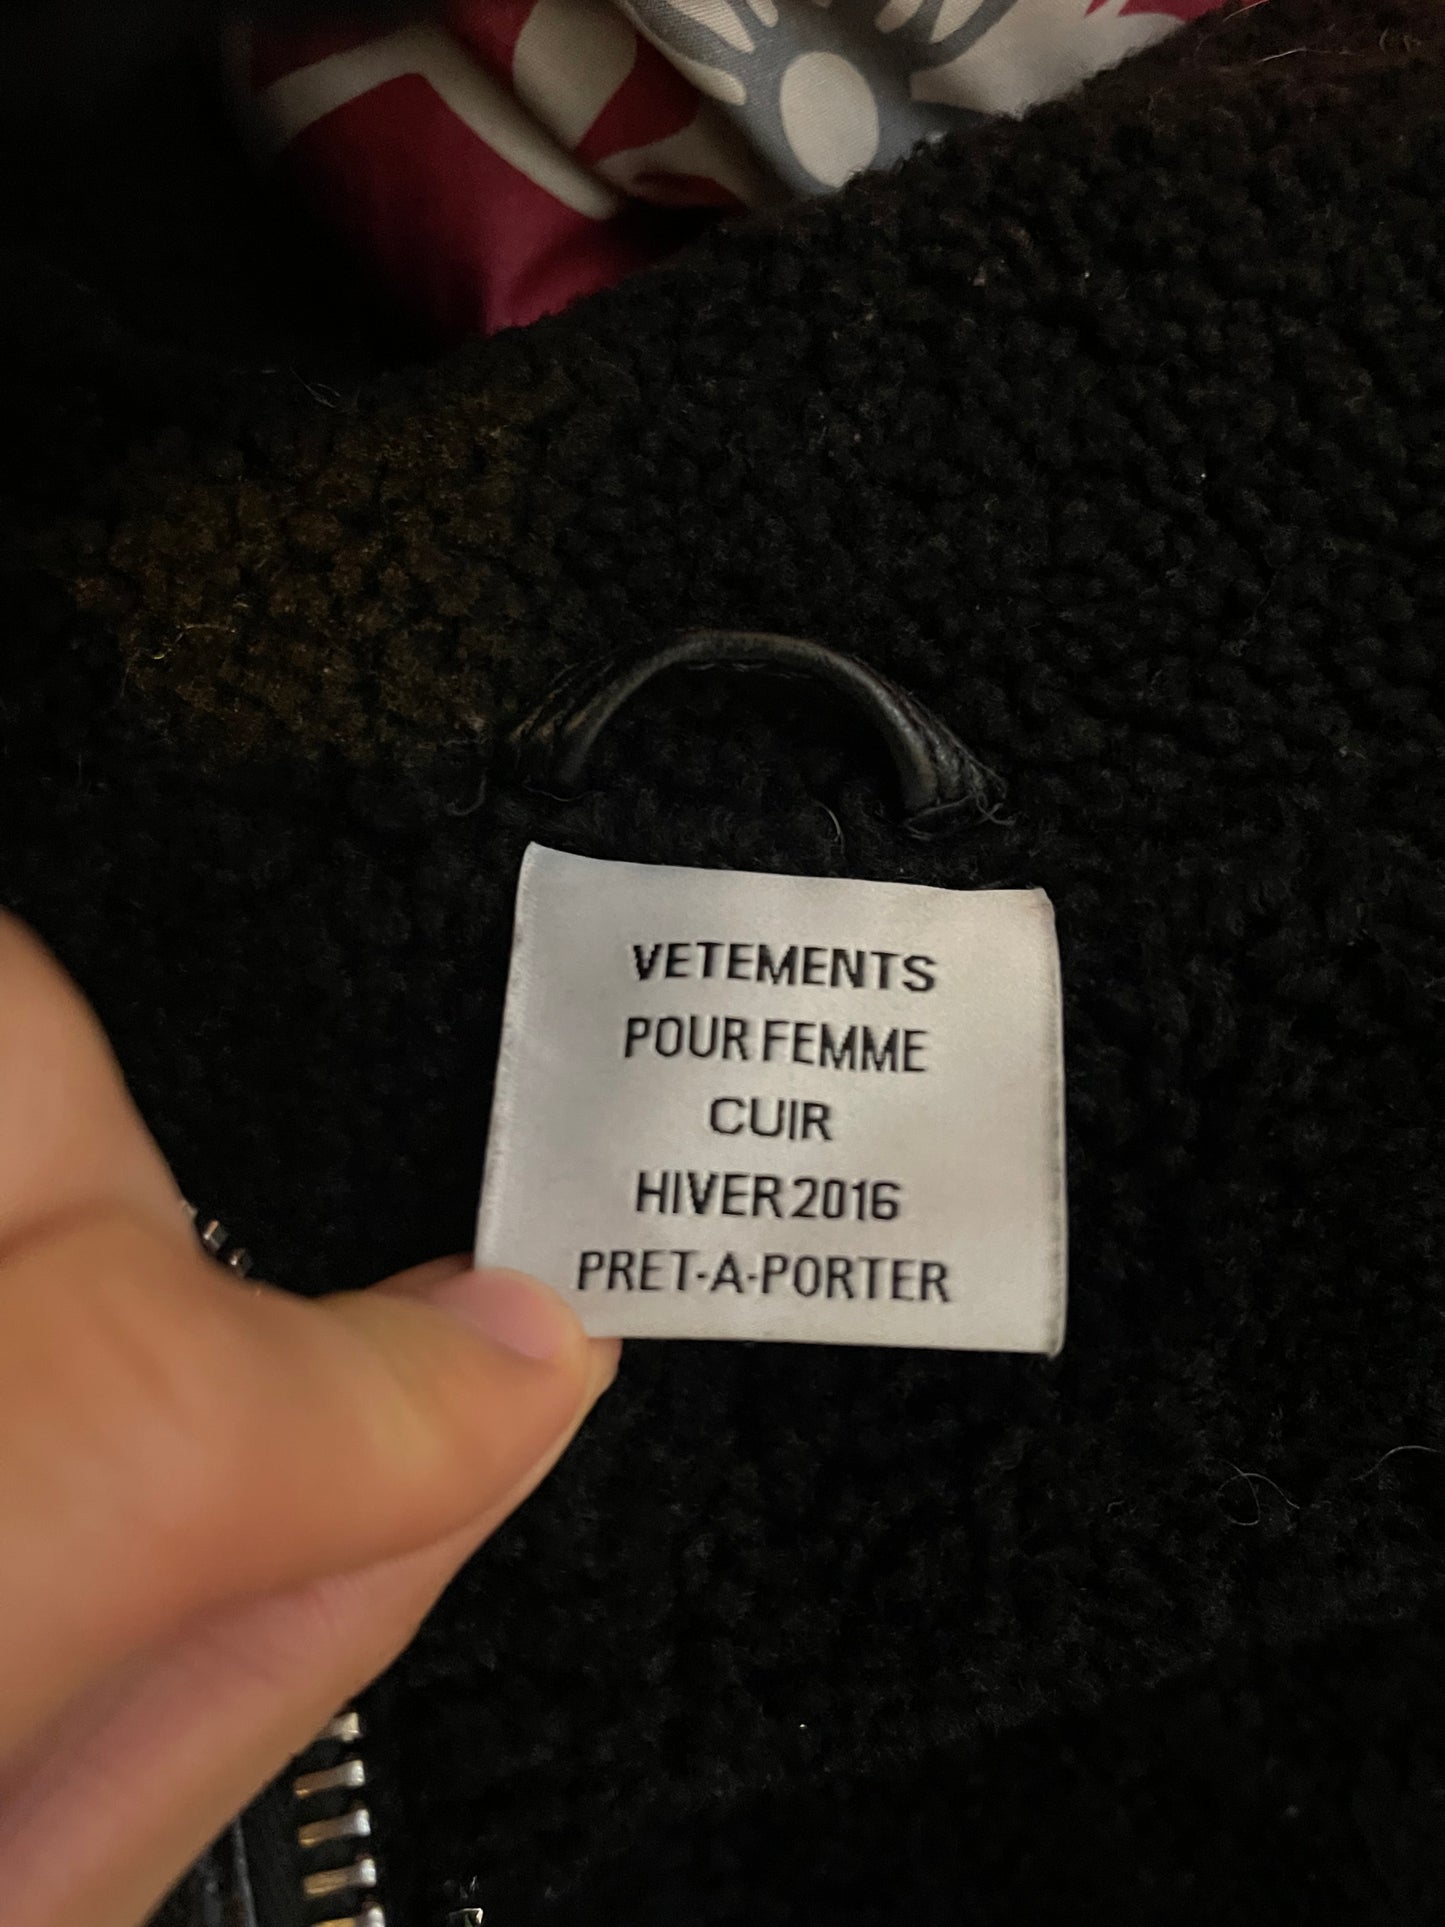 VETEMENTS
POUR FEMME
CUIR
HIVER 2016
PRET-A-PORTER